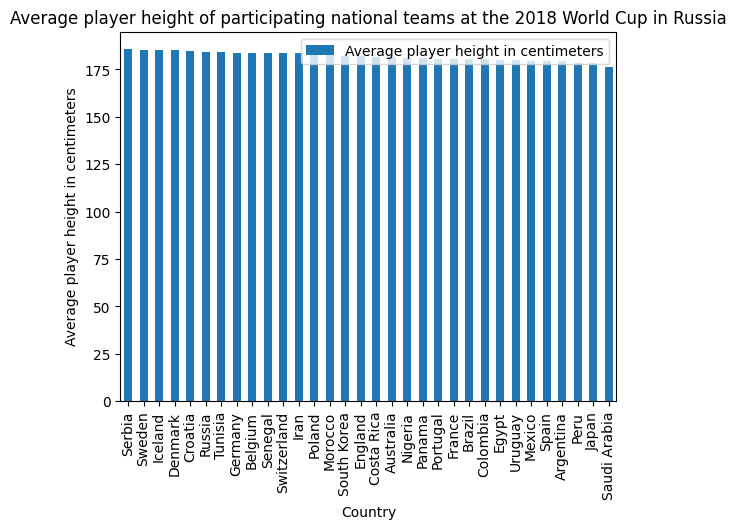 Average player height of participating national teams at the 2018 World Cup in Russia
Average player height in centimeters
Average player height in centimeters
175
150
125
100
75
50
25
0
Serbia
Sweden
Iceland
Denmark
Croatia
Russia
Tunisia
Germany
Belgium
Senegal
Switzerland
Iran
Poland
Morocco
South Korea
England
Costa Rica
Australia
Nigeria
Panama
Portugal
France
Brazil
Colombia
Egypt
Uruguay
Mexico
Spain
Argentina
Peru
Japan
Saudi Arabia
Country